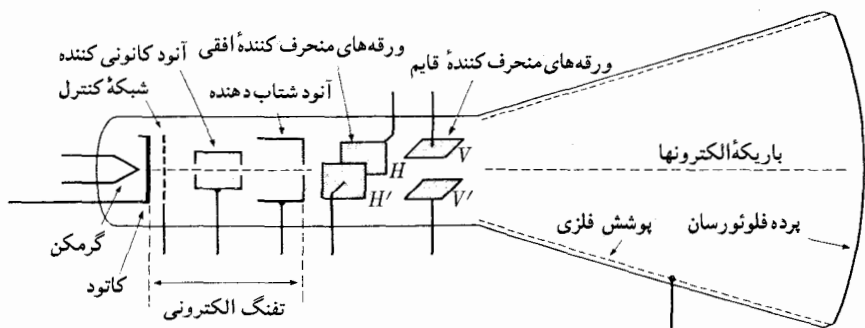 ورقه‌های منحرف کنندهٔ افقی
آنود کانونی کننده
ورقه‌های منحرف کنندهٔ قایم
شبکهٔ کنترل
آنود شتاب دهنده
باریکهٔ الکترونها
V
H
V'
H'
پردهٔ فلوئورسان
پوشش فلزی
گرمکن
کاتود
تفنگ الکترونی